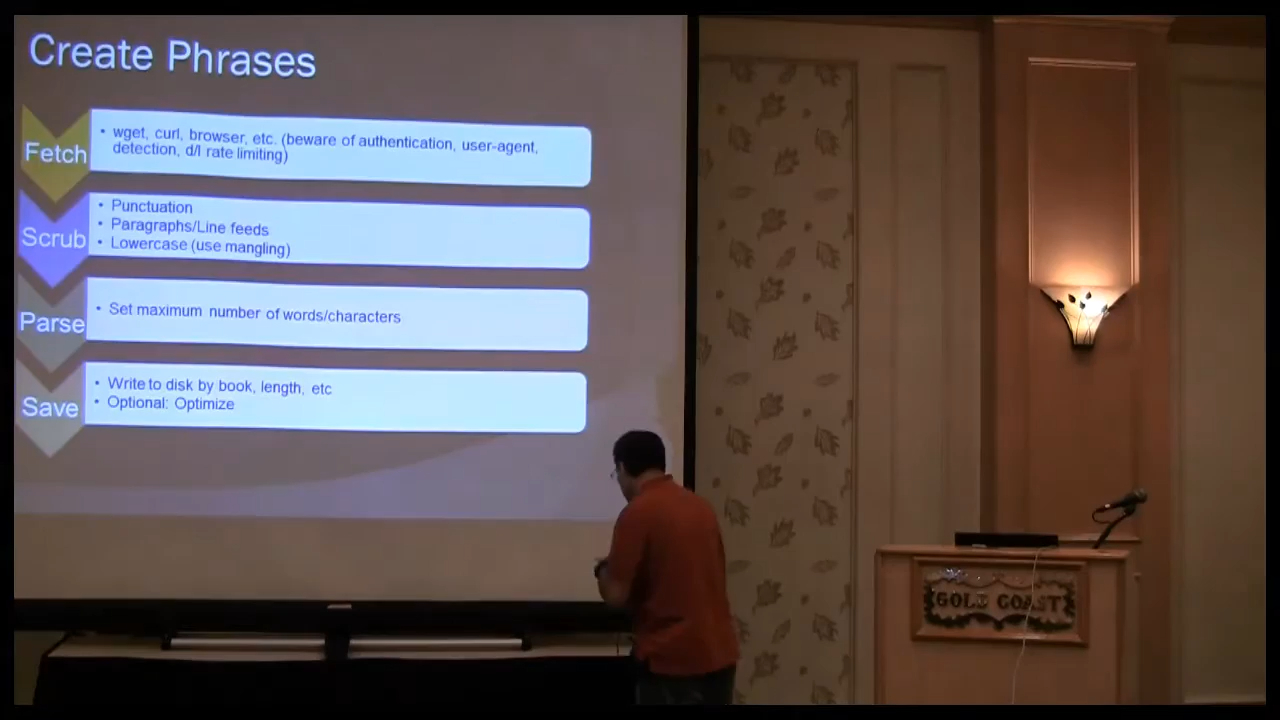 Create Phrases
Fetch
• wget, curl, browser, etc. (beware of authentication, user-agent,
detection, d/l rate limiting)
Scrub
• Punctuation
• Paragraphs/Line feeds
• Lowercase (use mangling)
Parse
• Set maximum number of words/characters
Save
• Write to disk by book, length, etc
• Optional: Optimize
GOLD COAST